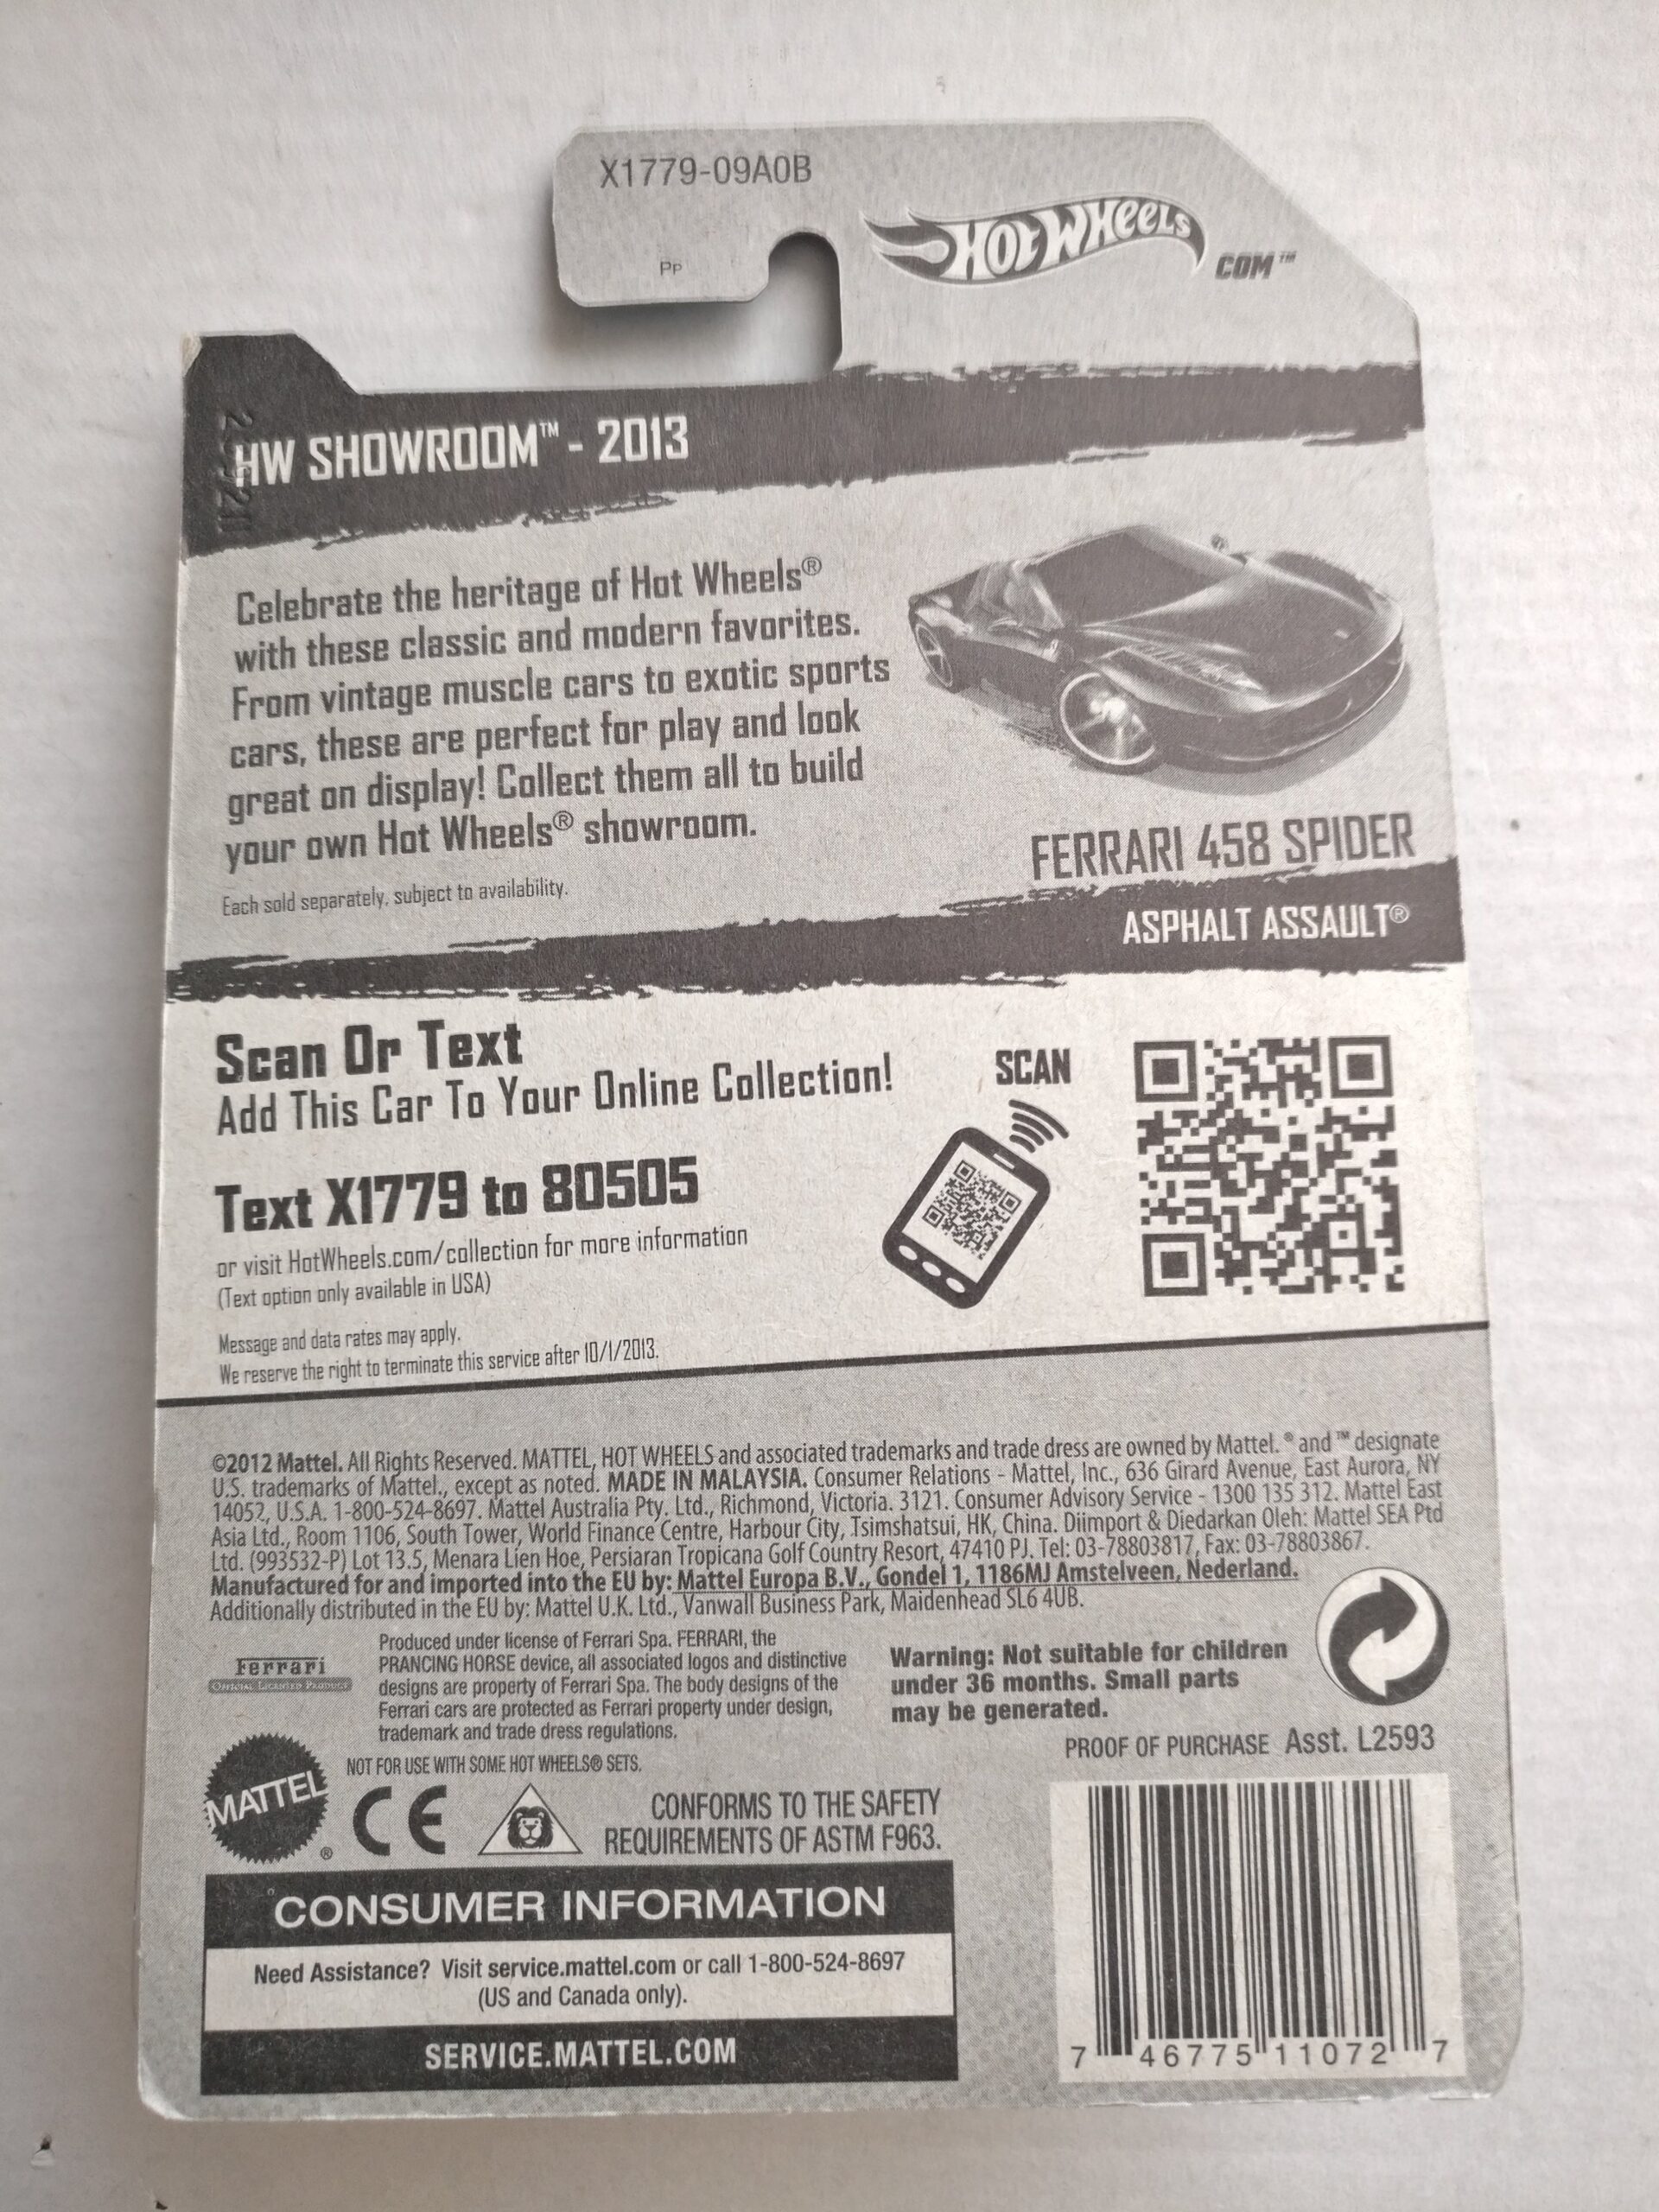 X1779-09A0B
Pp
HOT WHeeLS
COM™
HW SHOWROOM™ - 2013
Celebrate the heritage of Hot Wheels®
with these classic and modern favorites.
From vintage muscle cars to exotic sports
cars, these are perfect for play and look
great on display! Collect them all to build
your own Hot Wheels® showroom.
Each sold separately, subject to availability.
FERRARI 458 SPIDER
ASPHALT ASSAULT®
Scan Or Text
Add This Car To Your Online Collection!
SCAN
Text X1779 to 80505
or visit HotWheels.com/collection for more information
(Text option only available in USA)
Message and data rates may apply.
We reserve the right to terminate this service after 10/1/2013.
©2012 Mattel. All Rights Reserved. MATTEL, HOT WHEELS and associated trademarks and trade dress are owned by Mattel. ® and ™ designate
U.S. trademarks of Mattel., except as noted. MADE IN MALAYSIA. Consumer Relations - Mattel, Inc., 636 Girard Avenue, East Aurora, NY
14052, U.S.A. 1-800-524-8697. Mattel Australia Pty. Ltd., Richmond, Victoria. 3121. Consumer Advisory Service - 1300 135 312. Mattel East
Asia Ltd., Room 1106, South Tower, World Finance Centre, Harbour City, Tsimshatsui, HK, China. Diimport & Diedarkan Oleh: Mattel SEA Ptd
Ltd. (993532-P) Lot 13.5, Menara Lien Hoe, Persiaran Tropicana Golf Country Resort, 47410 PJ. Tel: 03-78803817, Fax: 03-78803867.
Manufactured for and imported into the EU by: Mattel Europa B.V., Gondel 1, 1186MJ Amstelveen, Nederland.
Additionally distributed in the EU by: Mattel U.K. Ltd., Vanwall Business Park, Maidenhead SL6 4UB.
Ferrari
OFFICIAL LICENSED PRODUCT
Produced under license of Ferrari Spa. FERRARI, the
PRANCING HORSE device, all associated logos and distinctive
designs are property of Ferrari Spa. The body designs of the
Ferrari cars are protected as Ferrari property under design,
trademark and trade dress regulations.
Warning: Not suitable for children
under 36 months. Small parts
may be generated.
PROOF OF PURCHASE Asst. L2593
NOT FOR USE WITH SOME HOT WHEELS® SETS.
MATTEL
®
CE
CONFORMS TO THE SAFETY
REQUIREMENTS OF ASTM F963.
CONSUMER INFORMATION
Need Assistance? Visit service.mattel.com or call 1-800-524-8697
(US and Canada only).
SERVICE.MATTEL.COM
7 46775 11072 7